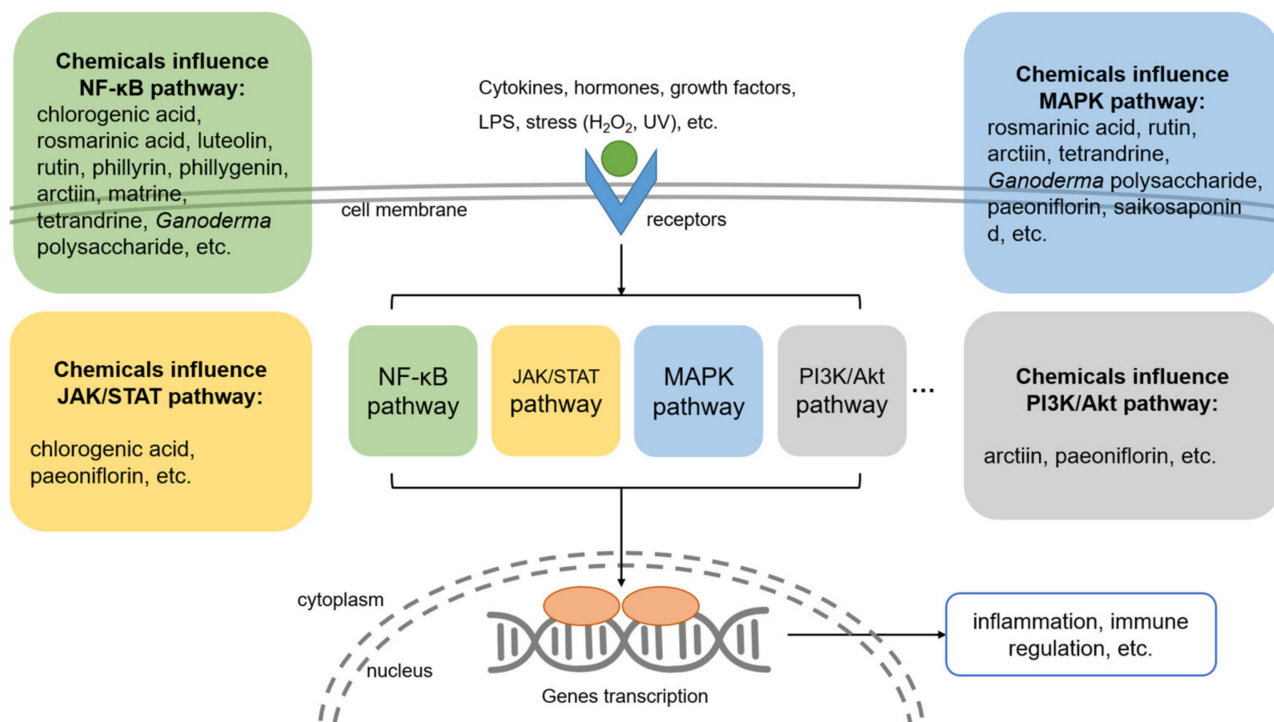 Chemicals influence
NF-κB pathway:
chlorogenic acid,
rosmarinic acid, luteolin,
rutin, phillyrin, phillygenin,
arctiin, matrine,
tetrandrine, Ganoderma
polysaccharide, etc.
Cytokines, hormones, growth factors,
LPS, stress (H₂O₂, UV), etc.
cell membrane
receptors
Chemicals influence
MAPK pathway:
rosmarinic acid, rutin,
arctiin, tetrandrine,
Ganoderma polysaccharide,
paeoniflorin, saikosaponin
d, etc.
Chemicals influence
JAK/STAT pathway:
chlorogenic acid,
paeoniflorin, etc.
NF-κB
pathway
JAK/STAT
pathway
MAPK
pathway
PI3K/Akt
pathway
...
Chemicals influence
PI3K/Akt pathway:
arctiin, paeoniflorin, etc.
cytoplasm
nucleus
Genes transcription
inflammation, immune
regulation, etc.